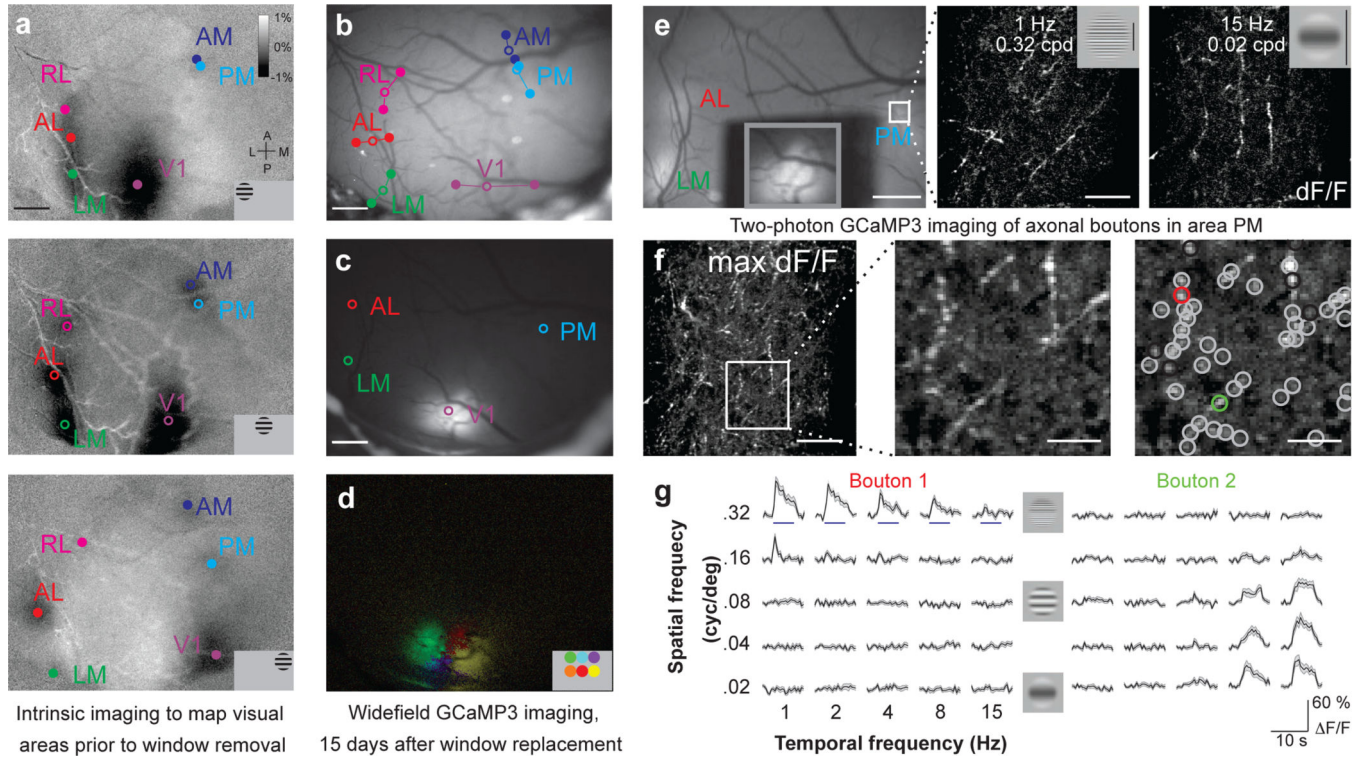 a
1%
0%
-1%
AM
PM
RL
AL
V1
LM
A
L
M
P
AM
PM
RL
AL
V1
LM
AM
PM
RL
AL
V1
LM
Intrinsic imaging to map visual
areas prior to window removal
b
AM
RL
PM
AL
V1
LM
c
AL
PM
LM
V1
d
Widefield GCaMP3 imaging,
15 days after window replacement
e
AL
PM
LM
1 Hz
0.32 cpd
15 Hz
0.02 cpd
dF/F
Two-photon GCaMP3 imaging of axonal boutons in area PM
f
max dF/F
g
Bouton 1
Bouton 2
Spatial frequecy
(cyc/deg)
.32
.16
.08
.04
.02
1 2 4 8 15
Temporal frequency (Hz)
60 %
ΔF/F
10 s